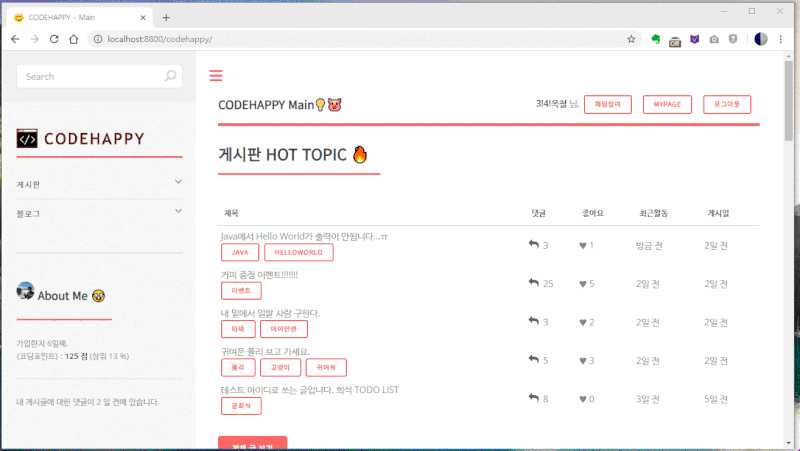 CODEHAPPY - Main
localhost:8800/codehappy/
Off
Search
CODEHAPPY Main
3!4!옥철 님,
채팅참여
MYPAGE
로그아웃
</> CODEHAPPY
게시판 HOT TOPIC
게시판
블로그
제목 댓글 좋아요 최근활동 게시일
Java에서 Hello World가 출력이 안됩니다...ㅠ
JAVA HELLOWORLD
3 1 방금 전 2일 전
커피 증정 이벤트!!!!!!!
이벤트
25 5 2일 전 2일 전
내 밑에서 일할 사람 구한다.
타짜 아이언맨
3 2 2일 전 2일 전
귀여운 폴리 보고 가세요.
폴리 고양이 귀여워
5 3 2일 전 2일 전
테스트 아이디로 쓰는 글입니다. 희석 TODO LIST
윤희석
8 0 3일 전 5일 전
About Me
가입한지 6일째.
{코딩포인트} : 125 점 (상위 13 %)
내 게시글에 대한 댓글이 2 일 전에 있습니다.